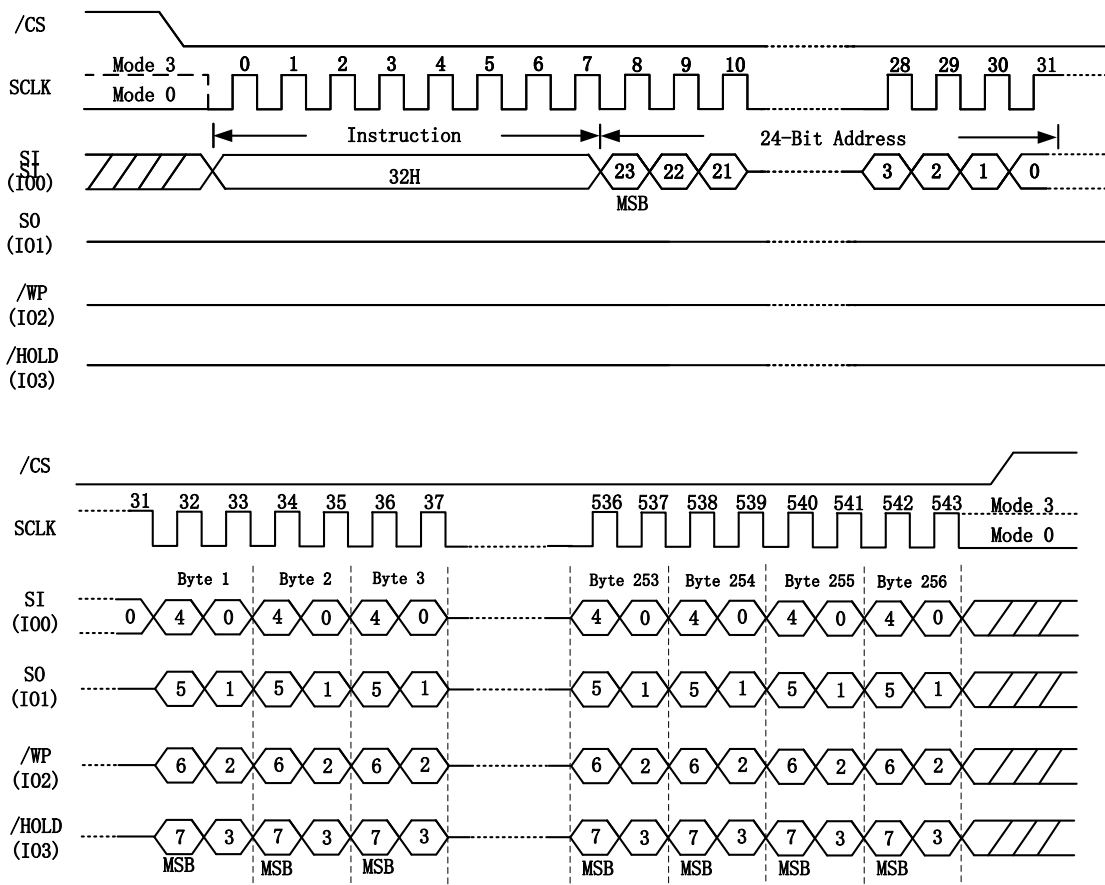 /CS
Mode 3 0 1 2 3 4 5 6 7 8 9 10 28 29 30 31
SCLK
Mode 0
Instruction 24-Bit Address
SI
SI
(IO0)
32H 23 22 21 3 2 1 0
MSB
SO
(IO1)
/WP
(IO2)
/HOLD
(IO3)
/CS
31 32 33 34 35 36 37 536 537 538 539 540 541 542 543 Mode 3
SCLK Mode 0
Byte 1 Byte 2 Byte 3 Byte 253 Byte 254 Byte 255 Byte 256
SI
(IO0)
0 4 0 4 0 4 0 4 0 4 0 4 0 4 0
SO
(IO1)
5 1 5 1 5 1 5 1 5 1 5 1 5 1
/WP
(IO2)
6 2 6 2 6 2 6 2 6 2 6 2 6 2
/HOLD
(IO3)
7 3 7 3 7 3 7 3 7 3 7 3 7 3
MSB MSB MSB MSB MSB MSB MSB